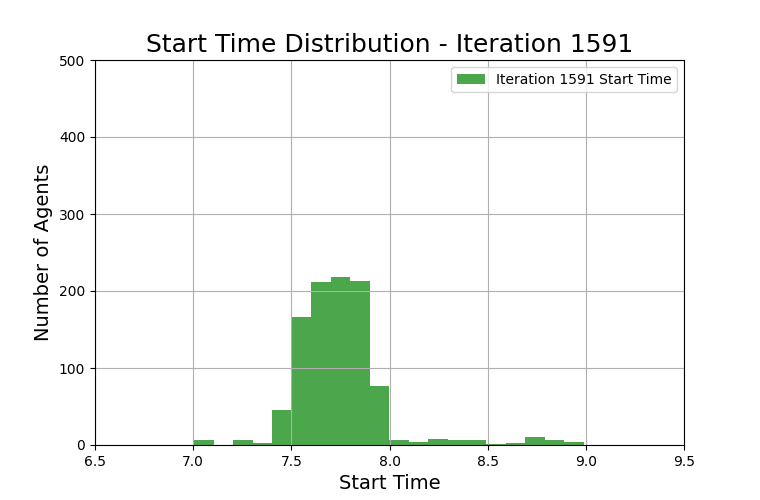 Start Time Distribution - Iteration 1591
Iteration 1591 Start Time
Number of Agents
500
400
300
200
100
0
6.5 7.0 7.5 8.0 8.5 9.0 9.5
Start Time